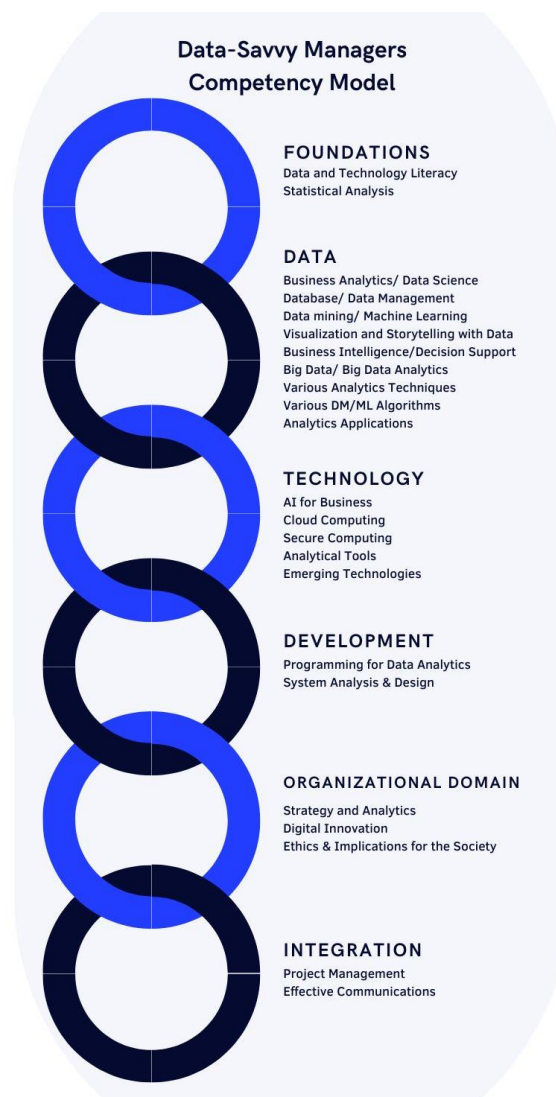 Data-Savvy Managers
Competency Model
FOUNDATIONS
Data and Technology Literacy
Statistical Analysis
DATA
Business Analytics/ Data Science
Database/ Data Management
Data mining/ Machine Learning
Visualization and Storytelling with Data
Business Intelligence/Decision Support
Big Data/ Big Data Analytics
Various Analytics Techniques
Various DM/ML Algorithms
Analytics Applications
TECHNOLOGY
AI for Business
Cloud Computing
Secure Computing
Analytical Tools
Emerging Technologies
DEVELOPMENT
Programming for Data Analytics
System Analysis & Design
ORGANIZATIONAL DOMAIN
Strategy and Analytics
Digital Innovation
Ethics & Implications for the Society
INTEGRATION
Project Management
Effective Communications